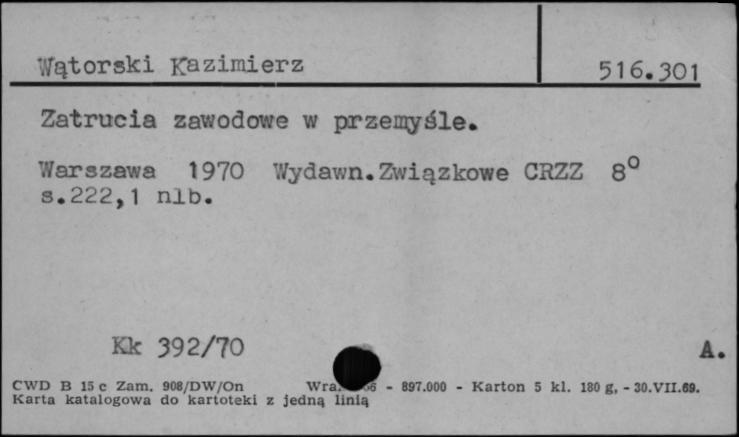 Wątorski Kazimierz 516.301
Zatrucia zawodowe w przemyśle.
Warszawa 1970 Wydawn.Związkowe CRZZ 8⁰
s.222,1 nlb.
Kk 392/70 A.
CWD B 15 c Zam. 908/DW/On - 897.000 - Karton 5 kl. 180 g, - 30.VII.69.
Karta katalogowa do kartoteki z jedną linią